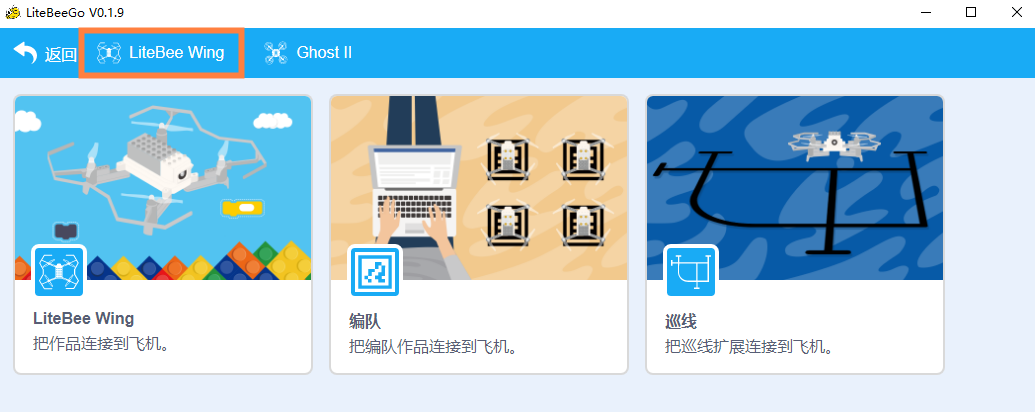 LiteBeeGo V0.1.9
返回 LiteBee Wing Ghost II
LiteBee Wing
把作品连接到飞机。
编队
把编队作品连接到飞机。
巡线
把巡线扩展连接到飞机。